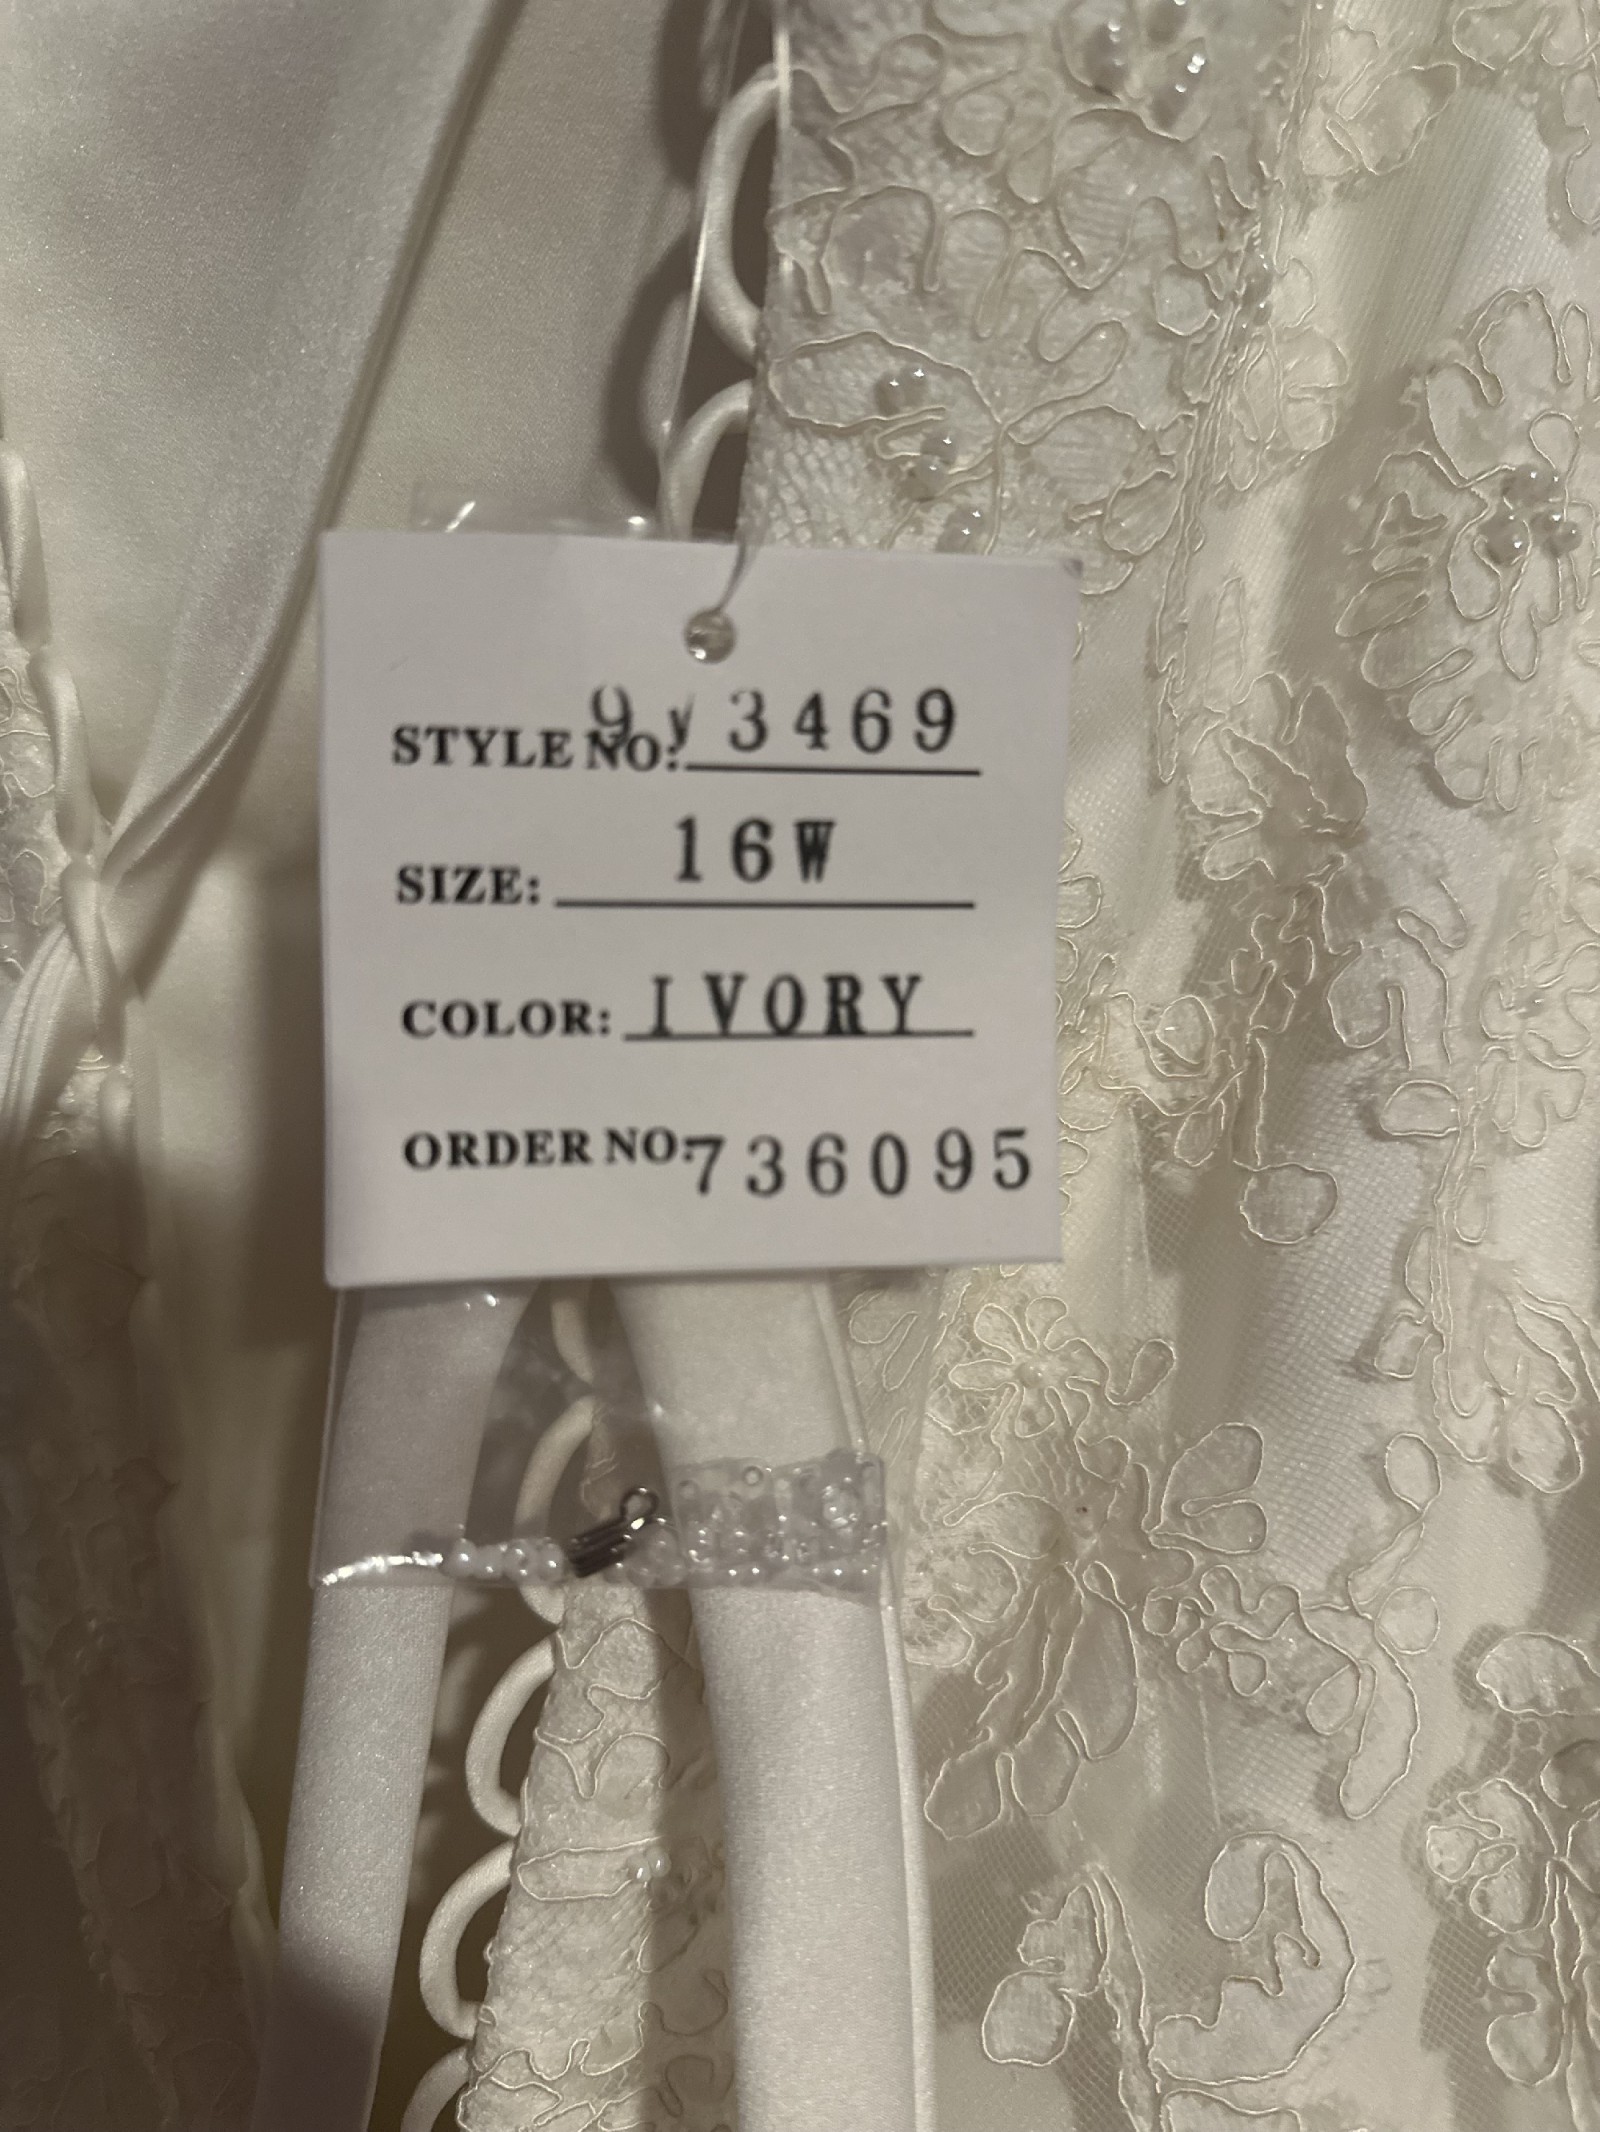 STYLE NO: 9y3469
SIZE: 16W
COLOR: IVORY
ORDER NO: 736095